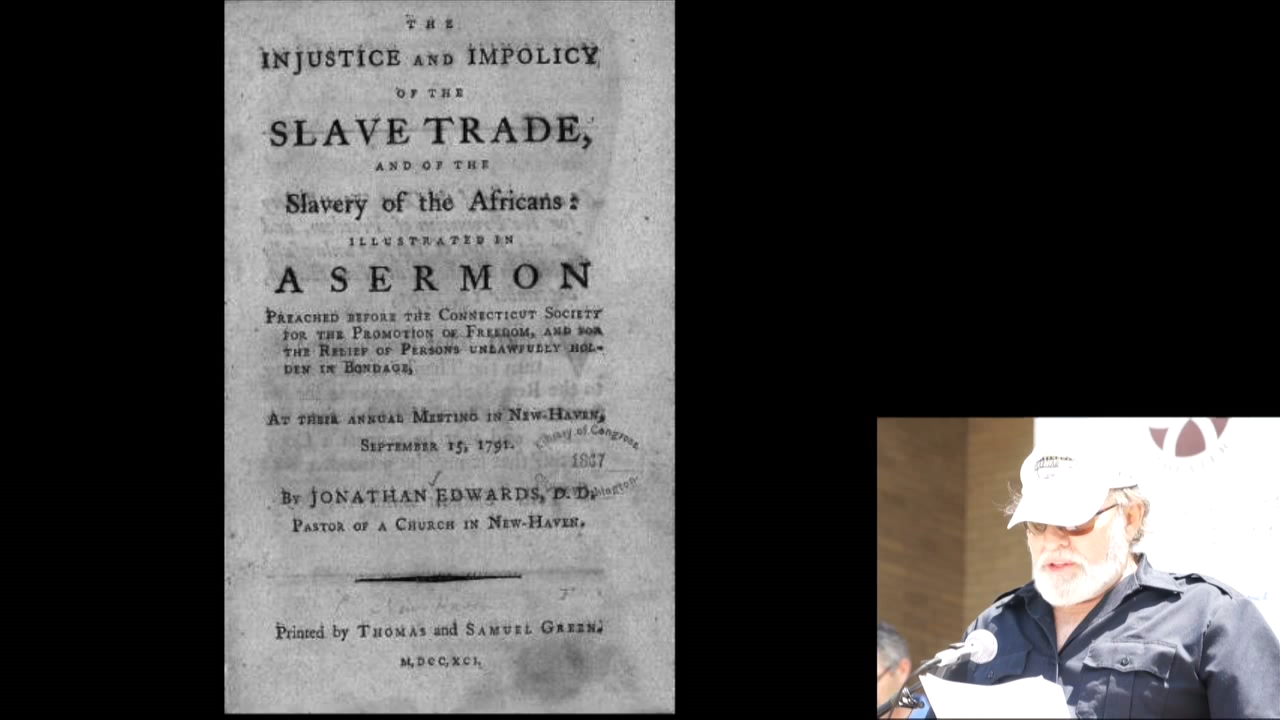 THE
INJUSTICE AND IMPOLICY
OF THE
SLAVE TRADE,
AND OF THE
Slavery of the Africans:
ILLUSTRATED IN
A SERMON
PREACHED BEFORE THE CONNECTICUT SOCIETY
FOR THE PROMOTION OF FREEDOM, AND FOR
THE RELIEF OF PERSONS UNLAWFULLY HOL-
DEN IN BONDAGE,
AT THEIR ANNUAL MEETING IN NEW-HAVEN,
SEPTEMBER 15, 1791.
Library of Congress
1867
By JONATHAN EDWARDS, D.D.
PASTOR OF A CHURCH IN NEW-HAVEN.
Printed by THOMAS and SAMUEL GREEN.
M,DCC,XCI.